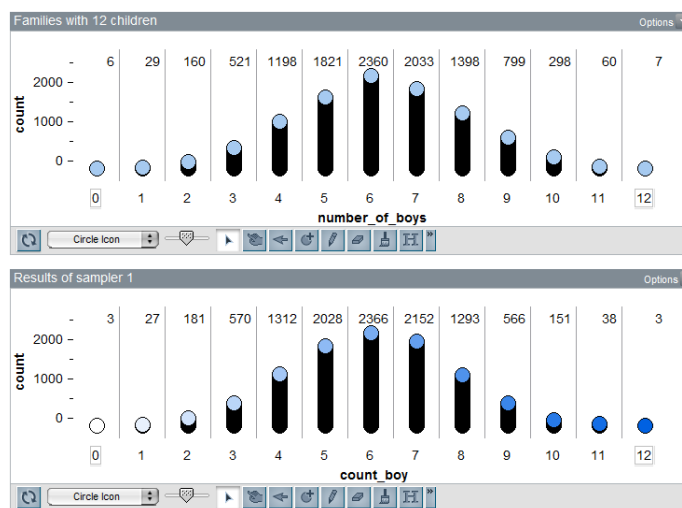 Families with 12 children Options
6 29 160 521 1198 1821 2360 2033 1398 799 298 60 7
2000
1000
0
count
0 1 2 3 4 5 6 7 8 9 10 11 12
number_of_boys
Circle Icon
Results of sampler 1 Options
3 27 181 570 1312 2028 2366 2152 1293 566 151 38 3
2000
1000
0
count
0 1 2 3 4 5 6 7 8 9 10 11 12
count_boy
Circle Icon